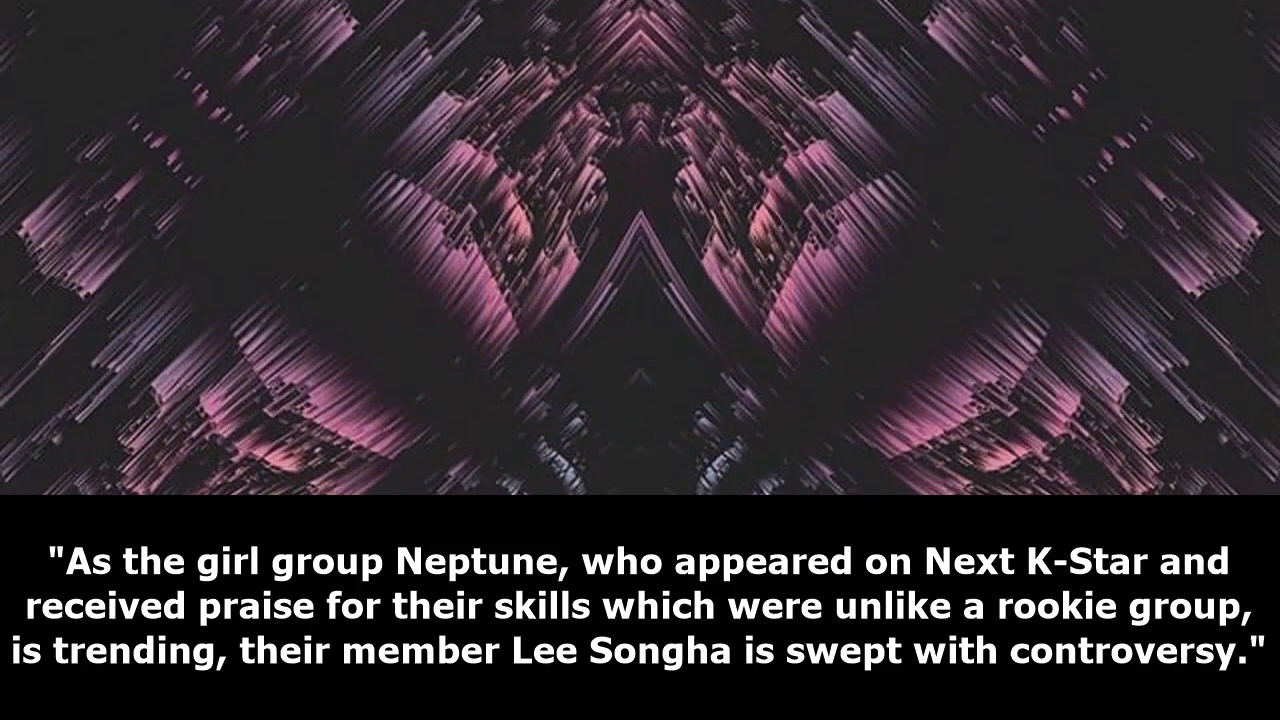 "As the girl group Neptune, who appeared on Next K-Star and
received praise for their skills which were unlike a rookie group,
is trending, their member Lee Songha is swept with controversy."